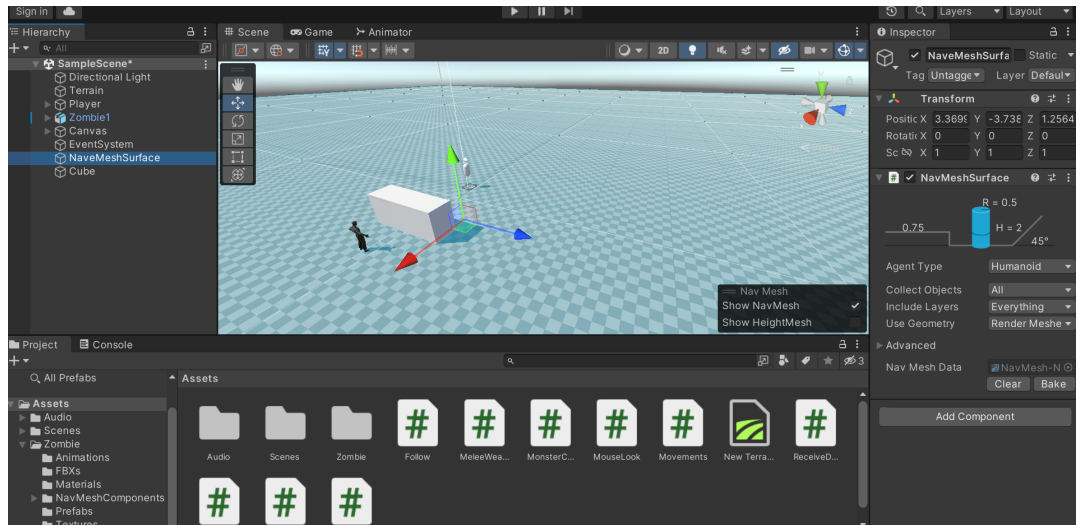 Sign in
Layers
Layout
Hierarchy
All
SampleScene*
Directional Light
Terrain
Player
Zombie1
Canvas
EventSystem
NaveMeshSurface
Cube
Scene
Game
Animator
2D
Nav Mesh
Show NavMesh
Show HeightMesh
Inspector
NaveMeshSurfa
Static
Tag Untagge
Layer Defaul
Transform
Positic X 3.3699 Y -3.738 Z 1.2564
Rotati X 0 Y 0 Z 0
Sc X 1 Y 1 Z 1
NavMeshSurface
R = 0.5
0.75
H = 2
45°
Agent Type Humanoid
Collect Objects All
Include Layers Everything
Use Geometry Render Meshe
Advanced
Nav Mesh Data NavMesh-N
Clear Bake
Add Component
Project
Console
3
All Prefabs
Assets
Audio
Scenes
Zombie
Animations
FBXs
Materials
NavMeshComponents
Prefabs
Textures
Assets
Audio
Scenes
Zombie
Follow
MeleeWea...
MonsterC...
MouseLook
Movements
New Terra...
ReceiveD...